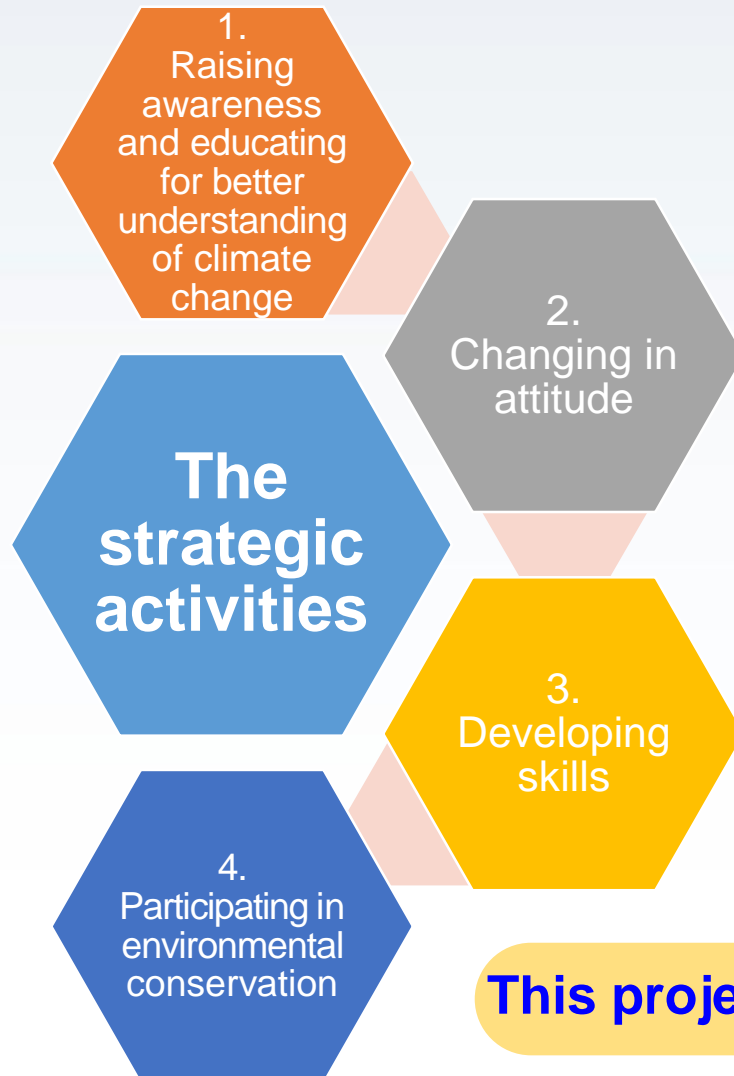 1.
Raising
awareness
and educating
for better
understanding
of climate
change
2.
Changing in
attitude
The
strategic
activities
3.
Developing
skills
4.
Participating in
environmental
conservation
This